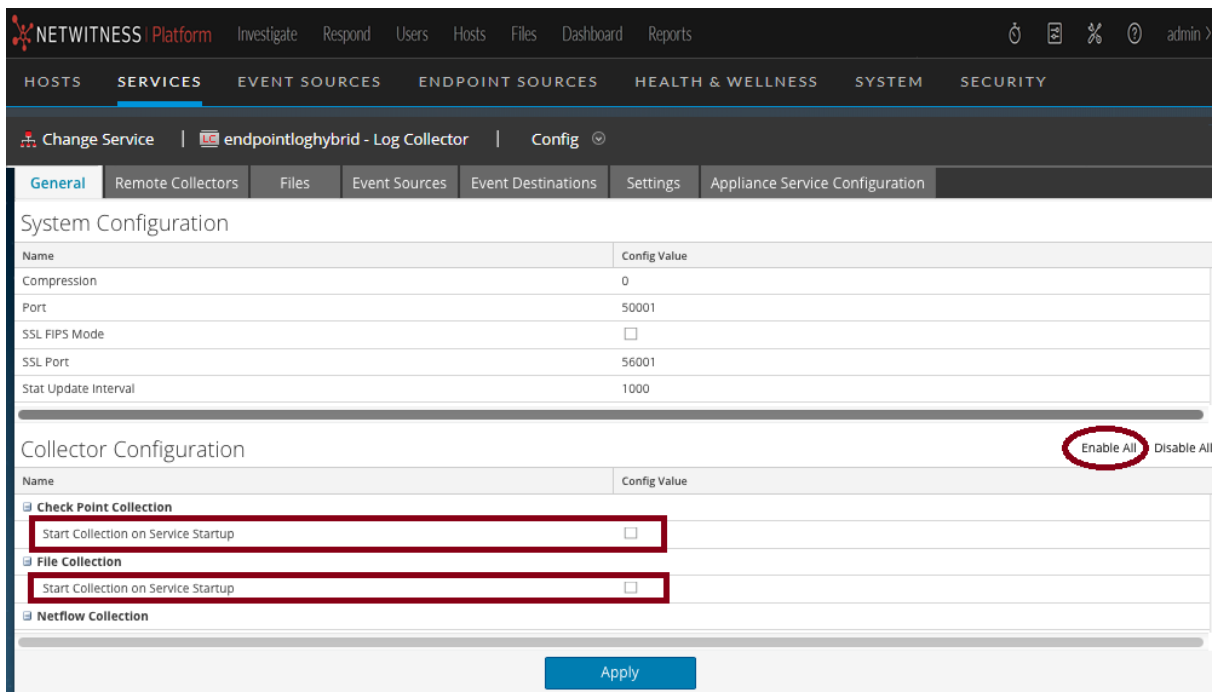 NETWITNESS Platform Investigate Respond Users Hosts Files Dashboard Reports admin
HOSTS SERVICES EVENT SOURCES ENDPOINT SOURCES HEALTH & WELLNESS SYSTEM SECURITY
Change Service | LC endpointloghybrid - Log Collector | Config
General Remote Collectors Files Event Sources Event Destinations Settings Appliance Service Configuration
System Configuration
Name Config Value
Compression 0
Port 50001
SSL FIPS Mode
SSL Port 56001
Stat Update Interval 1000
Collector Configuration Enable All Disable All
Name Config Value
Check Point Collection
Start Collection on Service Startup
File Collection
Start Collection on Service Startup
Netflow Collection
Apply